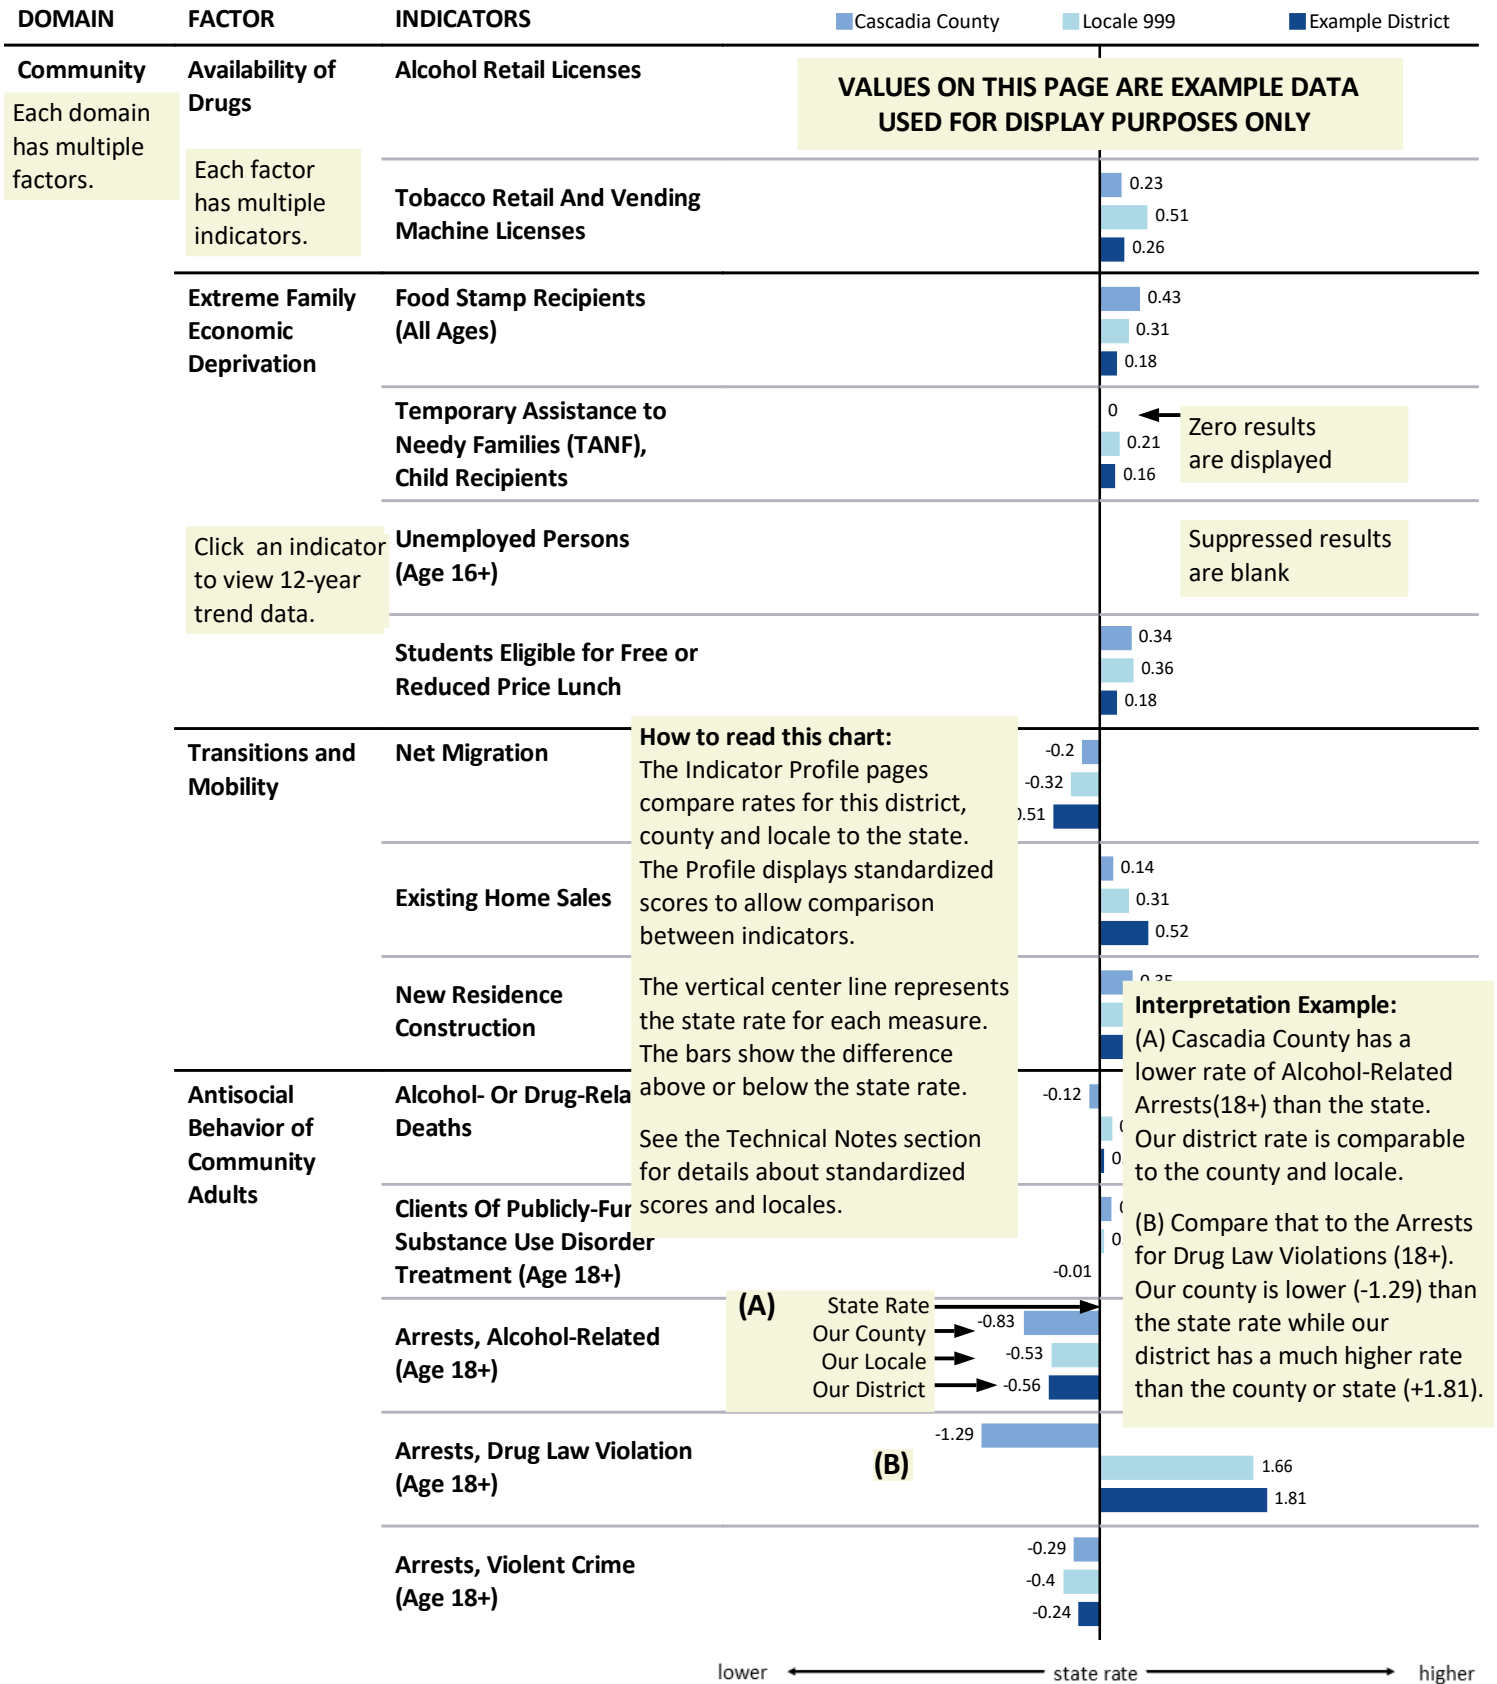 DOMAIN FACTOR INDICATORS Cascadia County Locale 999 Example District
Community
Each domain
has multiple
factors.
Availability of
Drugs
Each factor
has multiple
indicators.
Alcohol Retail Licenses
VALUES ON THIS PAGE ARE EXAMPLE DATA
USED FOR DISPLAY PURPOSES ONLY
Tobacco Retail And Vending
Machine Licenses
0.23
0.51
0.26
Extreme Family
Economic
Deprivation
Food Stamp Recipients
(All Ages)
0.43
0.31
0.18
Temporary Assistance to
Needy Families (TANF),
Child Recipients
0
0.21
0.16
Zero results
are displayed
Click an indicator
to view 12-year
trend data.
Unemployed Persons
(Age 16+)
Suppressed results
are blank
Students Eligible for Free or
Reduced Price Lunch
0.34
0.36
0.18
Transitions and
Mobility
Net Migration
-0.2
-0.32
.51
How to read this chart:
The Indicator Profile pages
compare rates for this district,
county and locale to the state.
The Profile displays standardized
scores to allow comparison
between indicators.
The vertical center line represents
the state rate for each measure.
The bars show the difference
above or below the state rate.
See the Technical Notes section
for details about standardized
scores and locales.
Existing Home Sales
0.14
0.31
0.52
New Residence
Construction
Interpretation Example:
(A) Cascadia County has a
lower rate of Alcohol-Related
Arrests(18+) than the state.
Our district rate is comparable
to the county and locale.
(B) Compare that to the Arrests
for Drug Law Violations (18+).
Our county is lower (-1.29) than
the state rate while our
district has a much higher rate
than the county or state (+1.81).
Antisocial
Behavior of
Community
Adults
Alcohol- Or Drug-Rela
Deaths
-0.12
0.
Clients Of Publicly-Fur
Substance Use Disorder
Treatment (Age 18+)
0.
-0.01
Arrests, Alcohol-Related
(Age 18+)
(A)
State Rate
Our County
Our Locale
Our District
-0.83
-0.53
-0.56
Arrests, Drug Law Violation
(Age 18+)
(B)
-1.29
1.66
1.81
Arrests, Violent Crime
(Age 18+)
-0.29
-0.4
-0.24
lower state rate higher